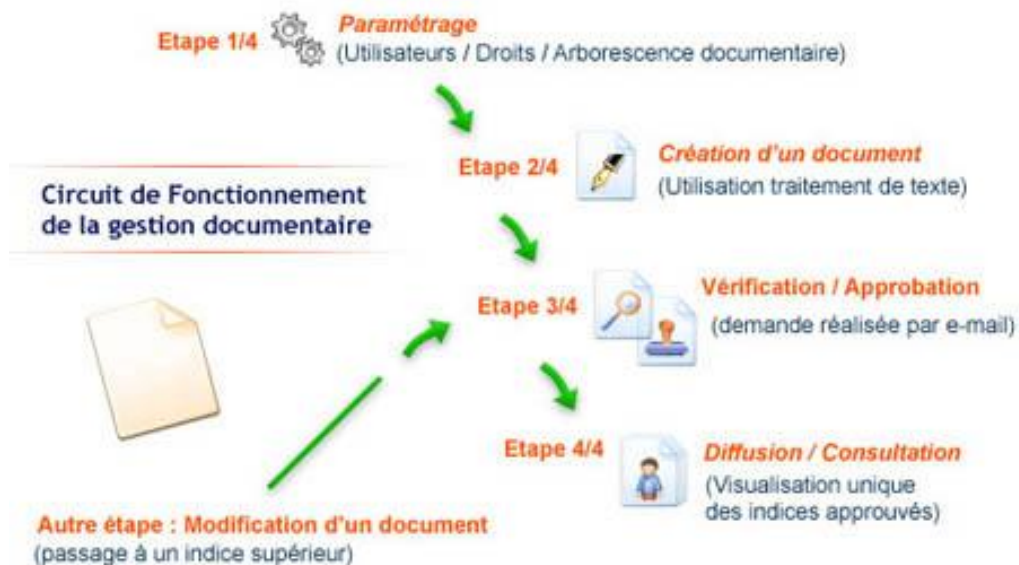 Etape 1/4
Paramétrage
(Utilisateurs / Droits / Arborescence documentaire)
Etape 2/4
Création d'un document
(Utilisation traitement de texte)
Circuit de Fonctionnement
de la gestion documentaire
Etape 3/4
Vérification / Approbation
(demande réalisée par e-mail)
Etape 4/4
Diffusion / Consultation
(Visualisation unique
des indices approuvés)
Autre étape : Modification d'un document
(passage à un indice supérieur)